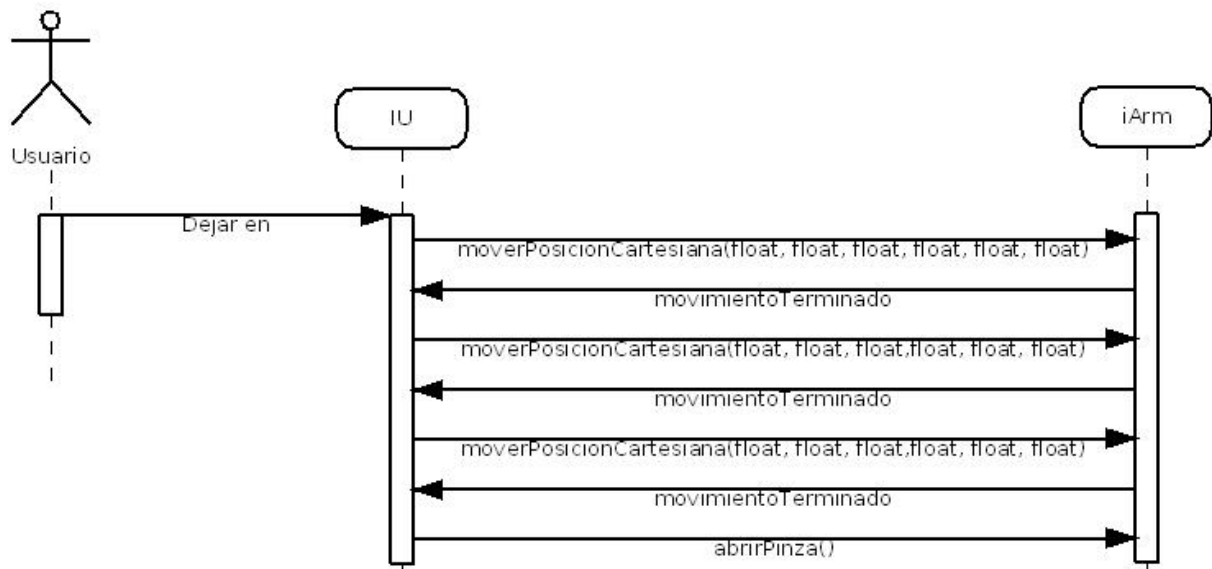 IU
iArm
Usuario
Dejar en
moverPosicionCartesiana(float, float, float, float, float, float)
movimientoTerminado
moverPosicionCartesiana(float, float, float,float, float, float)
movimientoTerminado
moverPosicionCartesiana(float, float, float,float, float, float)
movimientoTerminado
abrirPinza()